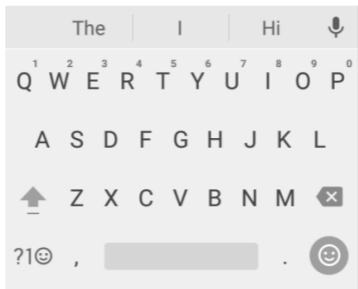 The I Hi
1 2 3 4 5 6 7 8 9 0
Q W E R T Y U I O P
A S D F G H J K L
Z X C V B N M
?1☺ , .